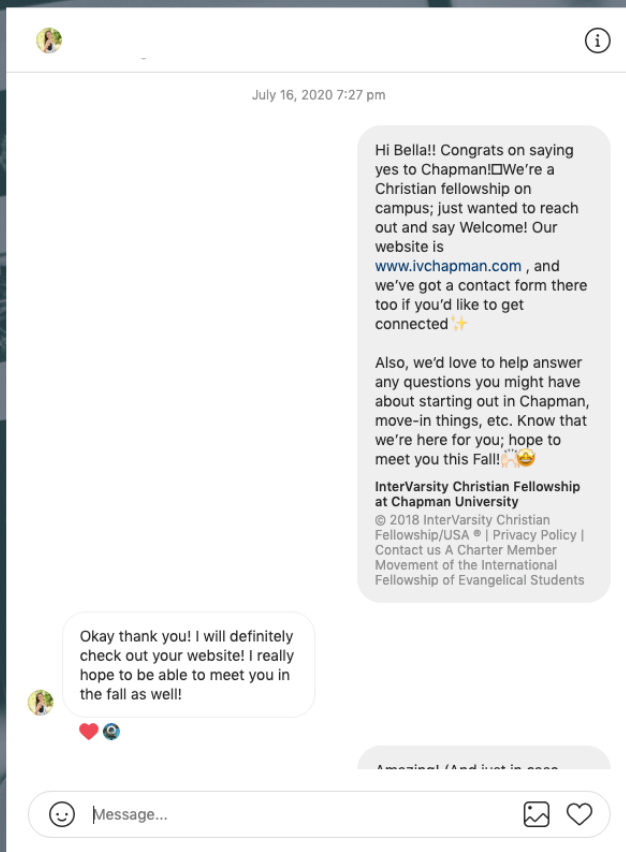 July 16, 2020 7:27 pm
Hi Bella!! Congrats on saying
yes to Chapman!□We're a
Christian fellowship on
campus; just wanted to reach
out and say Welcome! Our
website is
www.ivchapman.com , and
we've got a contact form there
too if you'd like to get
connected✨
Also, we'd love to help answer
any questions you might have
about starting out in Chapman,
move-in things, etc. Know that
we're here for you; hope to
meet you this Fall!🙌🏻🤩
InterVarsity Christian Fellowship
at Chapman University
© 2018 InterVarsity Christian
Fellowship/USA ® | Privacy Policy |
Contact us A Charter Member
Movement of the International
Fellowship of Evangelical Students
Okay thank you! I will definitely
check out your website! I really
hope to be able to meet you in
the fall as well!
Amazing! (And just in case
Message...